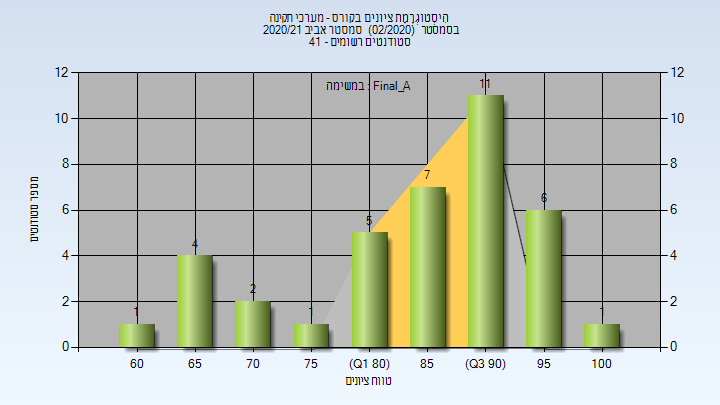 הִיסְטוֹגְרָמַת ציונים בקורס - מערכי תקינה
בסמסטר (02/2020) סמסטר אביב 2020/21
סטודנטים רשומים - 41
במשימה : Final_A
12 12
10 10
8 8
6 6
4 4
2 2
0 0
1 4 2 1 5 7 11 6 1
מספר סטודנטים
60 65 70 75 (Q1 80) 85 (Q3 90) 95 100
טווח ציונים